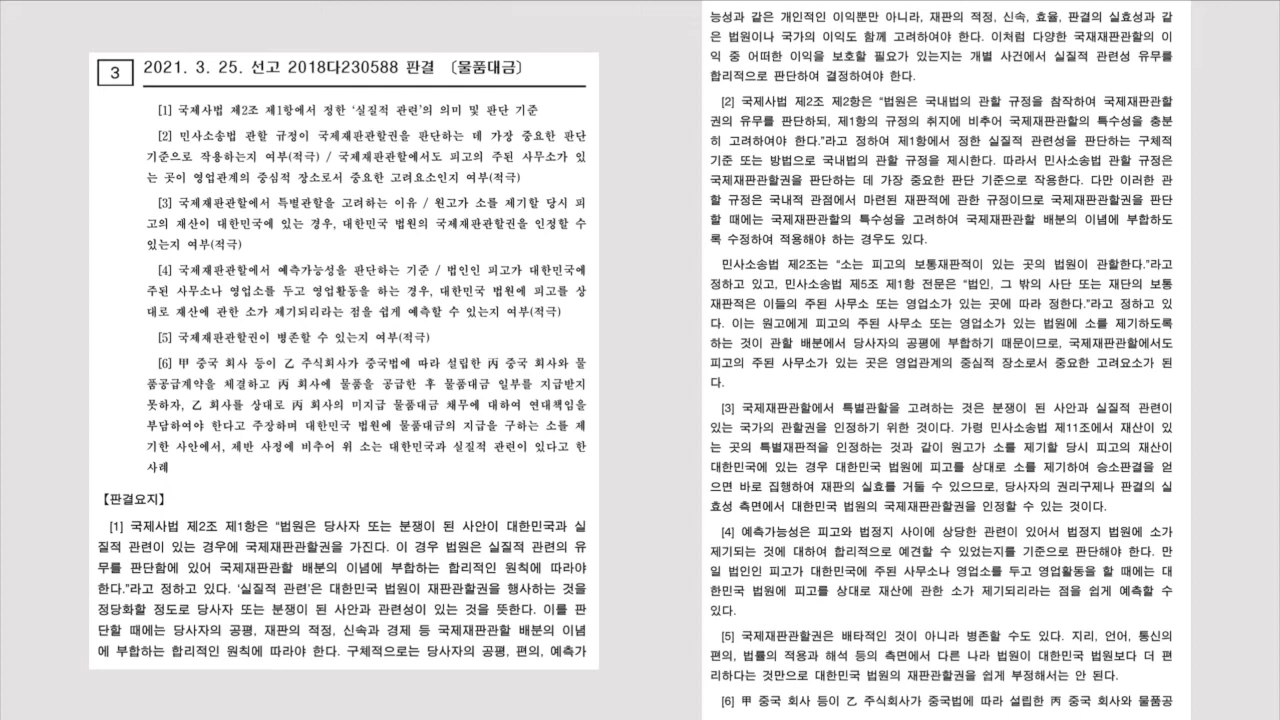 3
2021. 3. 25. 선고 2018다230588 판결 〔물품대금〕
[1] 국제사법 제2조 제1항에서 정한 ‘실질적 관련’의 의미 및 판단 기준
[2] 민사소송법 관할 규정이 국제재판관할권을 판단하는 데 가장 중요한 판단
기준으로 작용하는지 여부(적극) / 국제재판관할에서도 피고의 주된 사무소가 있
는 곳이 영업관계의 중심적 장소로서 중요한 고려요소인지 여부(적극)
[3] 국제재판관할에서 특별관할을 고려하는 이유 / 원고가 소를 제기할 당시 피
고의 재산이 대한민국에 있는 경우, 대한민국 법원의 국제재판관할권을 인정할 수
있는지 여부(적극)
[4] 국제재판관할에서 예측가능성을 판단하는 기준 / 법인인 피고가 대한민국에
주된 사무소나 영업소를 두고 영업활동을 하는 경우, 대한민국 법원에 피고를 상
대로 재산에 관한 소가 제기되리라는 점을 쉽게 예측할 수 있는지 여부(적극)
[5] 국제재판관할권이 병존할 수 있는지 여부(적극)
[6] 甲 중국 회사 등이 乙 주식회사가 중국법에 따라 설립한 丙 중국 회사와 물
품공급계약을 체결하고 丙 회사에 물품을 공급한 후 물품대금 일부를 지급받지
못하자, 乙 회사를 상대로 丙 회사의 미지급 물품대금 채무에 대하여 연대책임을
부담하여야 한다고 주장하며 대한민국 법원에 물품대금의 지급을 구하는 소를 제
기한 사안에서, 제반 사정에 비추어 위 소는 대한민국과 실질적 관련이 있다고 한
사례
【판결요지】
[1] 국제사법 제2조 제1항은 “법원은 당사자 또는 분쟁이 된 사안이 대한민국과 실
질적 관련이 있는 경우에 국제재판관할권을 가진다. 이 경우 법원은 실질적 관련의 유
무를 판단함에 있어 국제재판관할 배분의 이념에 부합하는 합리적인 원칙에 따라야
한다.”라고 정하고 있다. ‘실질적 관련’은 대한민국 법원이 재판관할권을 행사하는 것을
정당화할 정도로 당사자 또는 분쟁이 된 사안과 관련성이 있는 것을 뜻한다. 이를 판
단할 때에는 당사자의 공평, 재판의 적정, 신속과 경제 등 국제재판관할 배분의 이념
에 부합하는 합리적인 원칙에 따라야 한다. 구체적으로는 당사자의 공평, 편의, 예측가
능성과 같은 개인적인 이익뿐만 아니라, 재판의 적정, 신속, 효율, 판결의 실효성과 같
은 법원이나 국가의 이익도 함께 고려하여야 한다. 이처럼 다양한 국재재판관할의 이
익 중 어떠한 이익을 보호할 필요가 있는지는 개별 사건에서 실질적 관련성 유무를
합리적으로 판단하여 결정하여야 한다.
[2] 국제사법 제2조 제2항은 “법원은 국내법의 관할 규정을 참작하여 국제재판관할
권의 유무를 판단하되, 제1항의 규정의 취지에 비추어 국제재판관할의 특수성을 충분
히 고려하여야 한다.”라고 정하여 제1항에서 정한 실질적 관련성을 판단하는 구체적
기준 또는 방법으로 국내법의 관할 규정을 제시한다. 따라서 민사소송법 관할 규정은
국제재판관할권을 판단하는 데 가장 중요한 판단 기준으로 작용한다. 다만 이러한 관
할 규정은 국내적 관점에서 마련된 재판적에 관한 규정이므로 국제재판관할권을 판단
할 때에는 국제재판관할의 특수성을 고려하여 국제재판관할 배분의 이념에 부합하도
록 수정하여 적용해야 하는 경우도 있다.
민사소송법 제2조는 “소는 피고의 보통재판적이 있는 곳의 법원이 관할한다.”라고
정하고 있고, 민사소송법 제5조 제1항 전문은 “법인, 그 밖의 사단 또는 재단의 보통
재판적은 이들의 주된 사무소 또는 영업소가 있는 곳에 따라 정한다.”라고 정하고 있
다. 이는 원고에게 피고의 주된 사무소 또는 영업소가 있는 법원에 소를 제기하도록
하는 것이 관할 배분에서 당사자의 공평에 부합하기 때문이므로, 국제재판관할에서도
피고의 주된 사무소가 있는 곳은 영업관계의 중심적 장소로서 중요한 고려요소가 된
다.
[3] 국제재판관할에서 특별관할을 고려하는 것은 분쟁이 된 사안과 실질적 관련이
있는 국가의 관할권을 인정하기 위한 것이다. 가령 민사소송법 제11조에서 재산이 있
는 곳의 특별재판적을 인정하는 것과 같이 원고가 소를 제기할 당시 피고의 재산이
대한민국에 있는 경우 대한민국 법원에 피고를 상대로 소를 제기하여 승소판결을 얻
으면 바로 집행하여 재판의 실효를 거둘 수 있으므로, 당사자의 권리구제나 판결의 실
효성 측면에서 대한민국 법원의 국제재판관할권을 인정할 수 있는 것이다.
[4] 예측가능성은 피고와 법정지 사이에 상당한 관련이 있어서 법정지 법원에 소가
제기되는 것에 대하여 합리적으로 예견할 수 있었는지를 기준으로 판단해야 한다. 만
일 법인인 피고가 대한민국에 주된 사무소나 영업소를 두고 영업활동을 할 때에는 대
한민국 법원에 피고를 상대로 재산에 관한 소가 제기되리라는 점을 쉽게 예측할 수
있다.
[5] 국제재판관할권은 배타적인 것이 아니라 병존할 수도 있다. 지리, 언어, 통신의
편의, 법률의 적용과 해석 등의 측면에서 다른 나라 법원이 대한민국 법원보다 더 편
리하다는 것만으로 대한민국 법원의 재판관할권을 쉽게 부정해서는 안 된다.
[6] 甲 중국 회사 등이 乙 주식회사가 중국법에 따라 설립한 丙 중국 회사와 물품공